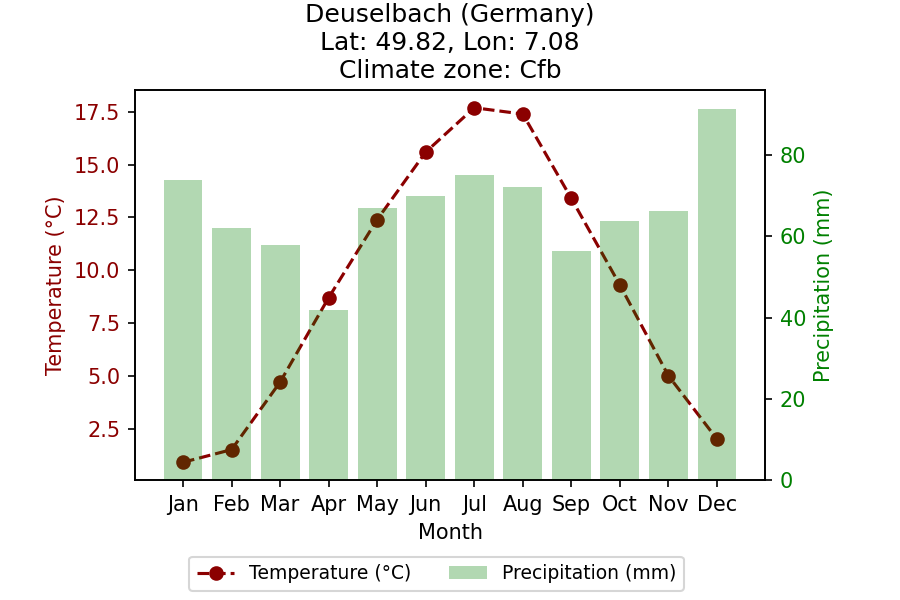 Deuselbach (Germany)
Lat: 49.82, Lon: 7.08
Climate zone: Cfb
17.5
15.0
12.5
10.0
7.5
5.0
2.5
Temperature (°C)
80
60
40
20
0
Precipitation (mm)
Jan Feb Mar Apr May Jun Jul Aug Sep Oct Nov Dec
Month
Temperature (°C) Precipitation (mm)